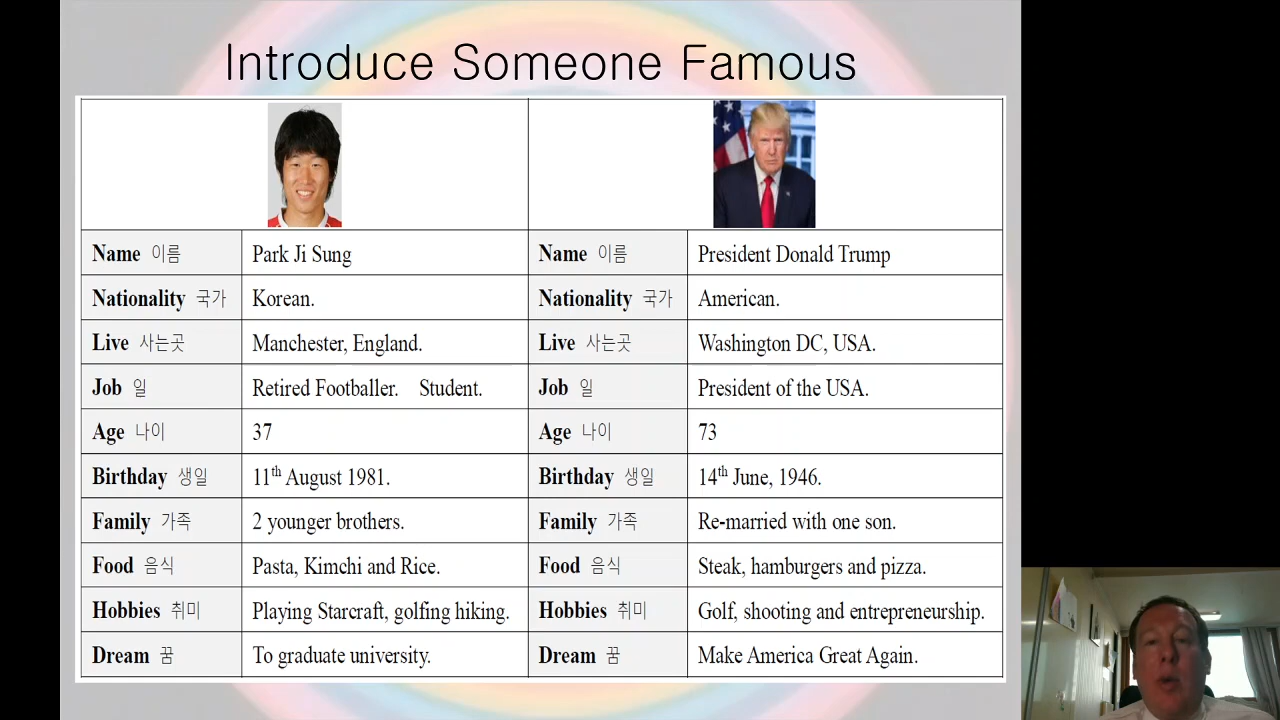 Introduce Someone Famous
Name 이름 Park Ji Sung Name 이름 President Donald Trump
Nationality 국가 Korean. Nationality 국가 American.
Live 사는곳 Manchester, England. Live 사는곳 Washington DC, USA.
Job 일 Retired Footballer. Student. Job 일 President of the USA.
Age 나이 37 Age 나이 73
Birthday 생일 11th August 1981. Birthday 생일 14th June, 1946.
Family 가족 2 younger brothers. Family 가족 Re-married with one son.
Food 음식 Pasta, Kimchi and Rice. Food 음식 Steak, hamburgers and pizza.
Hobbies 취미 Playing Starcraft, golfing hiking. Hobbies 취미 Golf, shooting and entrepreneurship.
Dream 꿈 To graduate university. Dream 꿈 Make America Great Again.